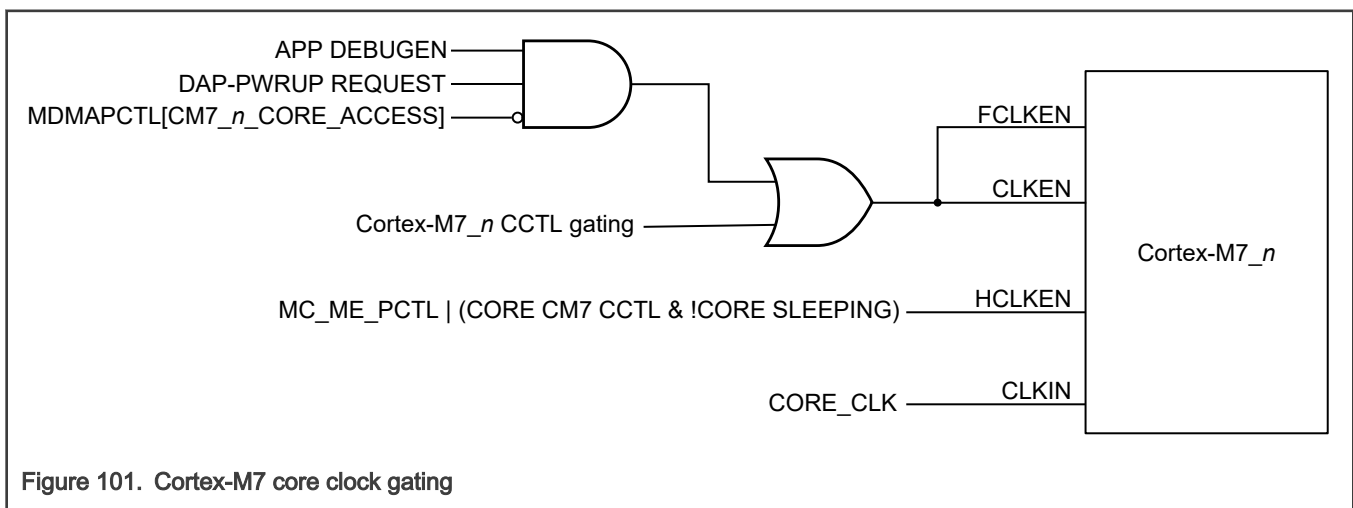 APP DEBUGEN
DAP-PWRUP REQUEST
MDMAPCTL[CM7_n_CORE_ACCESS]
FCLKEN
CLKEN
Cortex-M7_n CCTL gating
Cortex-M7_n
MC_ME_PCTL | (CORE CM7 CCTL & !CORE SLEEPING)
HCLKEN
CORE_CLK
CLKIN
Figure 101. Cortex-M7 core clock gating